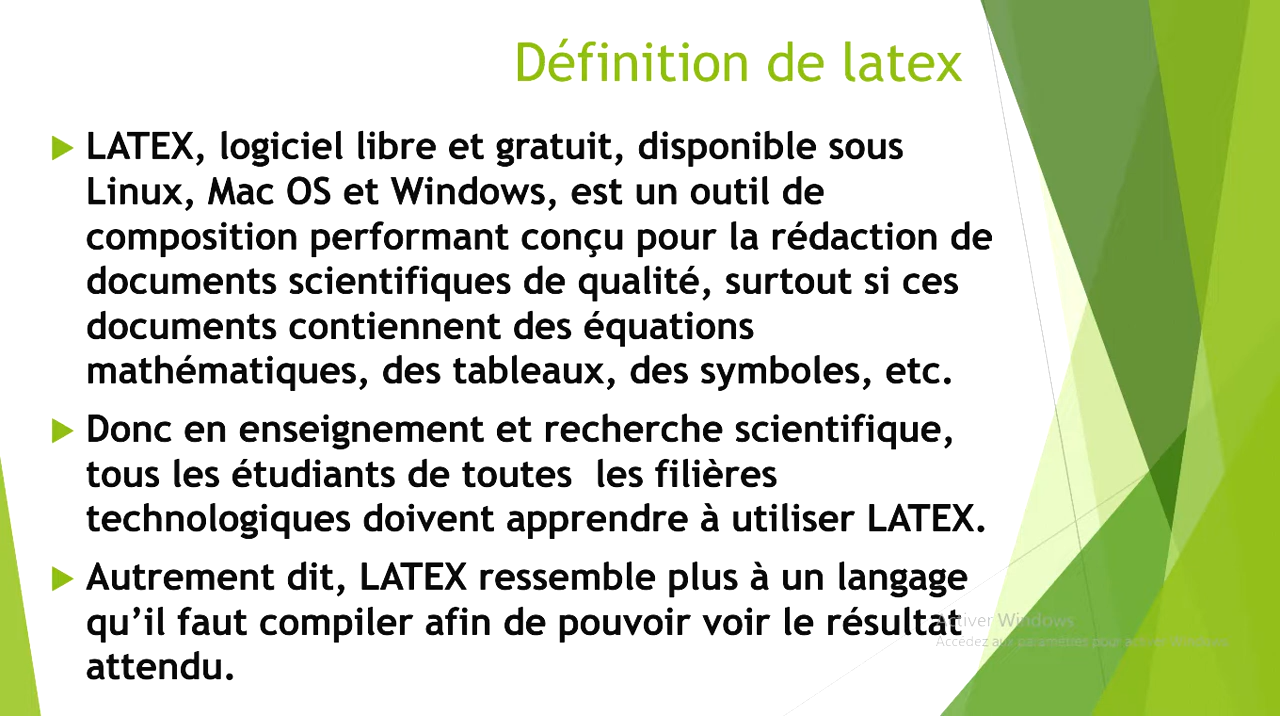 Définition de latex
LATEX, logiciel libre et gratuit, disponible sous
Linux, Mac OS et Windows, est un outil de
composition performant conçu pour la rédaction de
documents scientifiques de qualité, surtout si ces
documents contiennent des équations
mathématiques, des tableaux, des symboles, etc.
Donc en enseignement et recherche scientifique,
tous les étudiants de toutes  les filières
technologiques doivent apprendre à utiliser LATEX.
Autrement dit, LATEX ressemble plus à un langage
qu’il faut compiler afin de pouvoir voir le résultat
attendu.
Activer Windows
Accédez aux paramètres pour activer Windows.